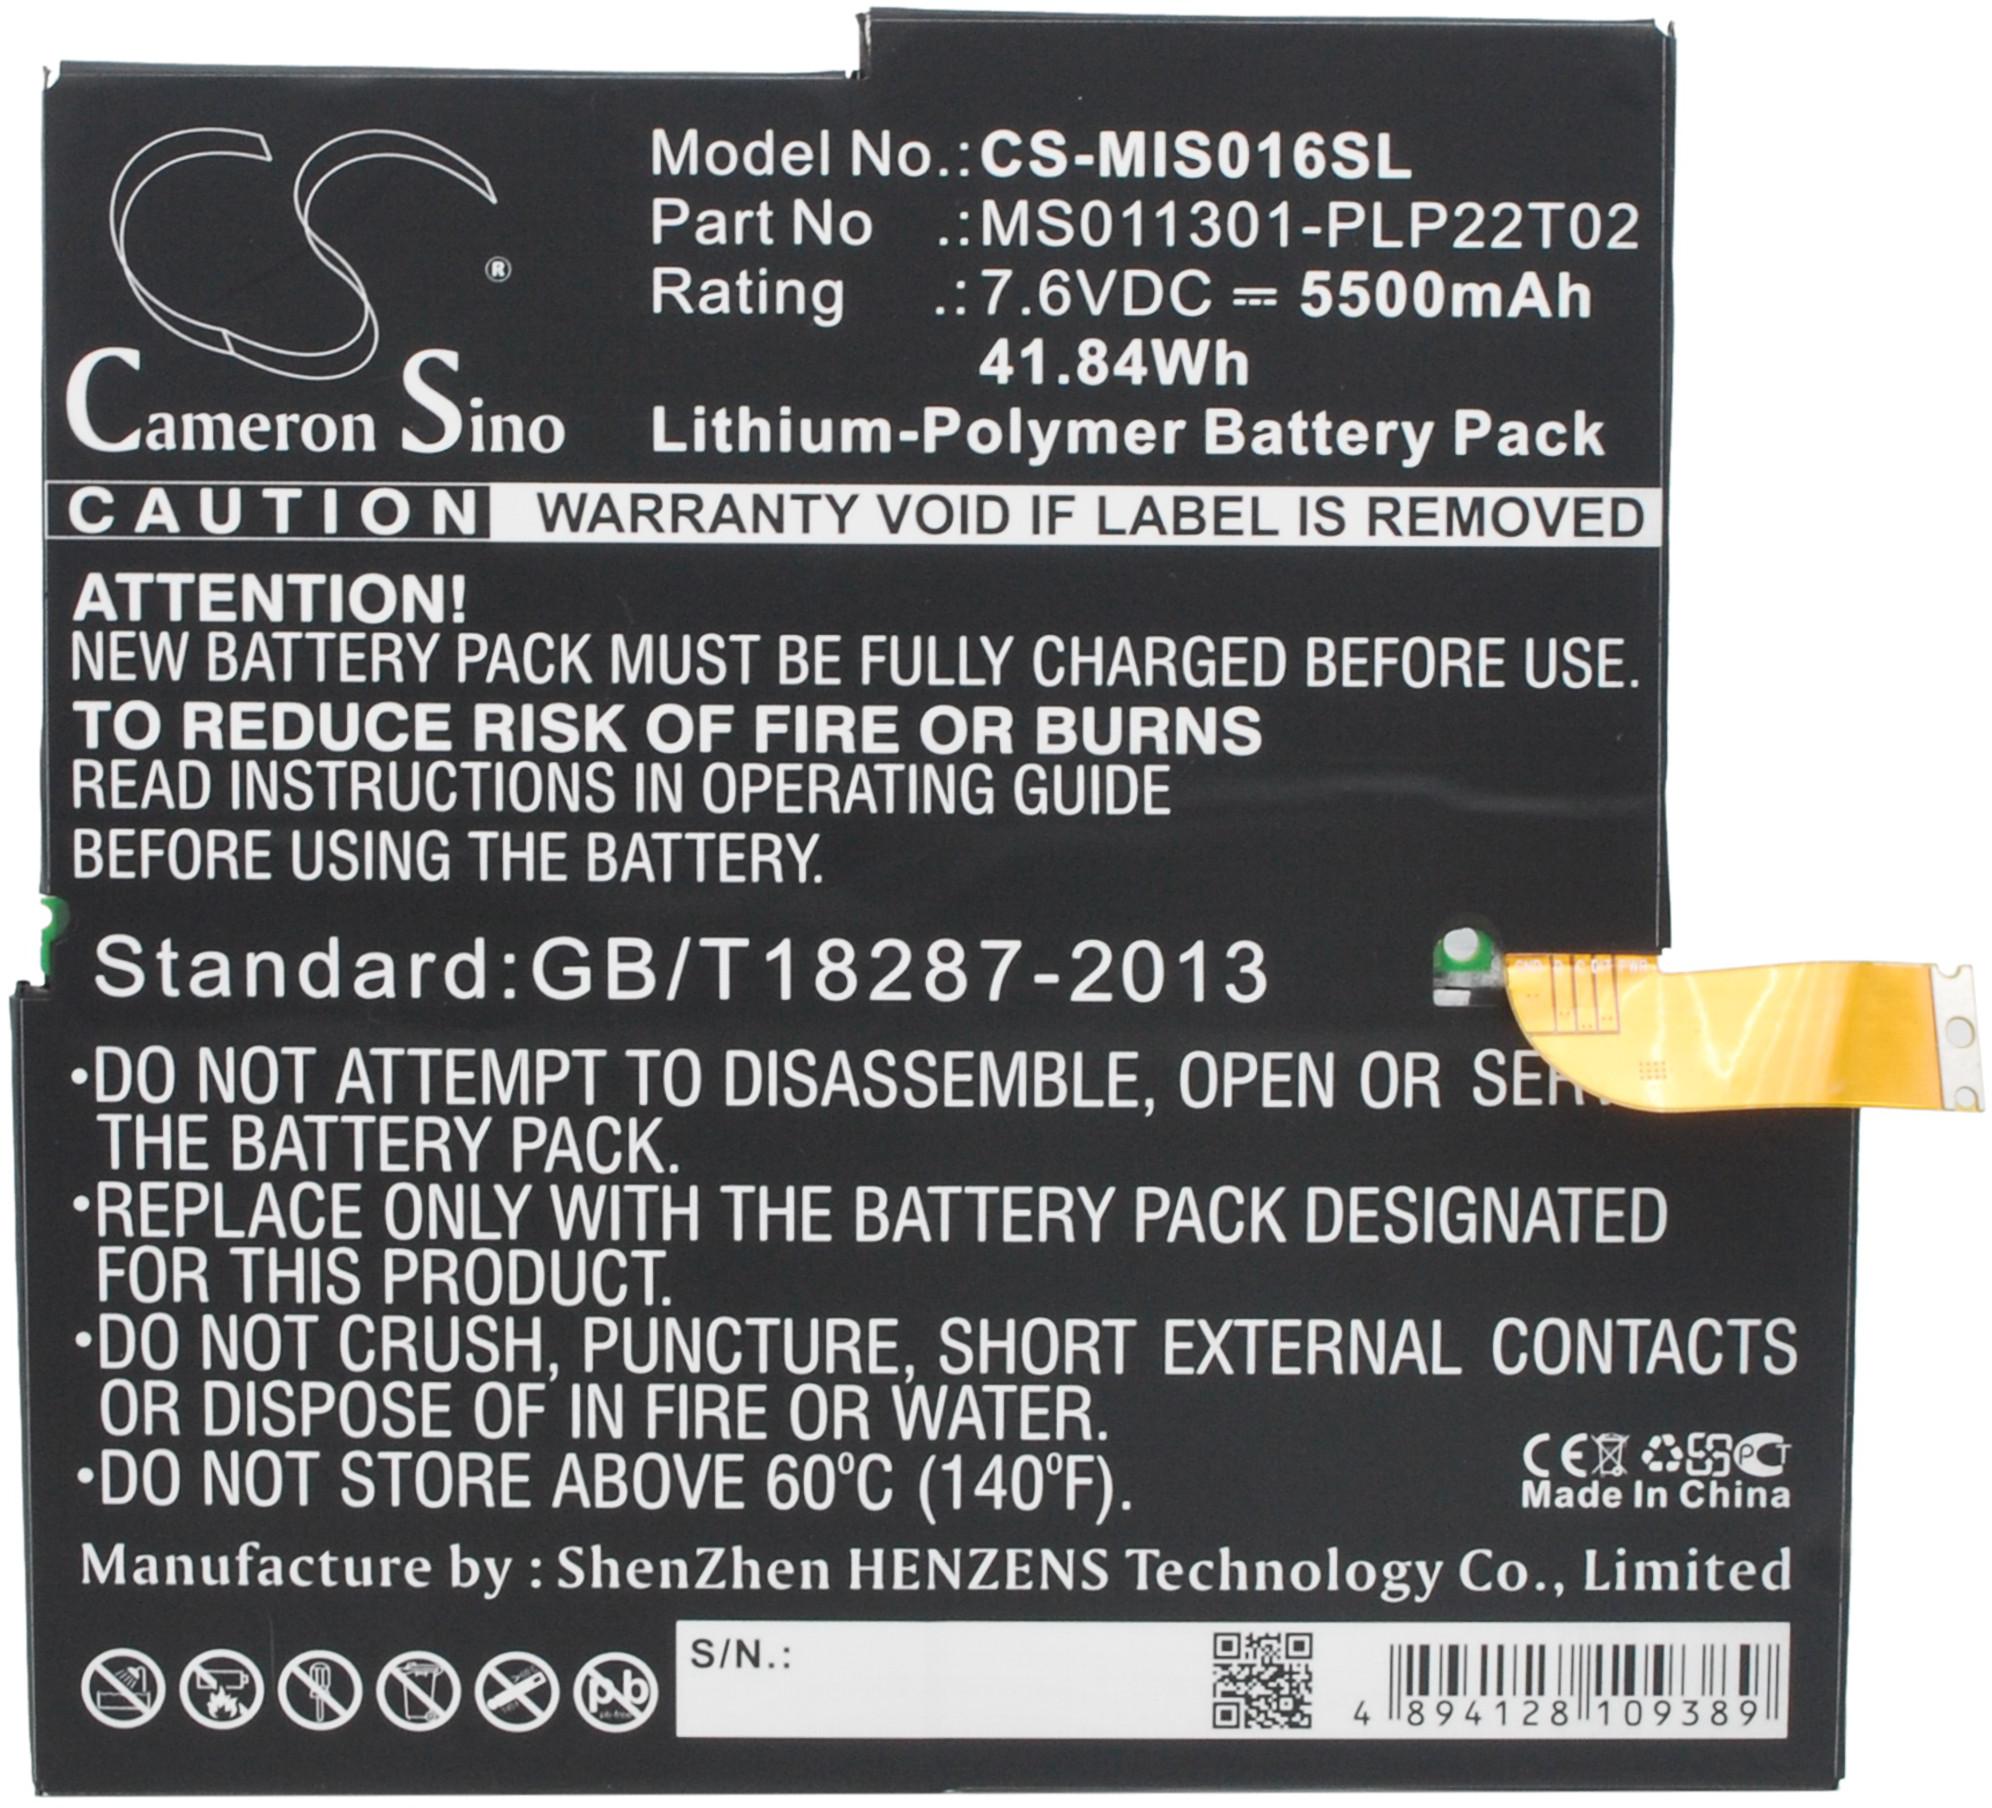 Model No.:CS-MIS016SL
Part No .:MS011301-PLP22T02
Rating .:7.6VDC ⎓ 5500mAh
41.84Wh
Lithium-Polymer Battery Pack
®
Cameron Sino
CAUTION WARRANTY VOID IF LABEL IS REMOVED
ATTENTION!
NEW BATTERY PACK MUST BE FULLY CHARGED BEFORE USE.
TO REDUCE RISK OF FIRE OR BURNS
READ INSTRUCTIONS IN OPERATING GUIDE
BEFORE USING THE BATTERY.
Standard:GB/T18287-2013
•DO NOT ATTEMPT TO DISASSEMBLE, OPEN OR
THE BATTERY PACK.
•REPLACE ONLY WITH THE BATTERY PACK DESIGNATED
FOR THIS PRODUCT.
•DO NOT CRUSH, PUNCTURE, SHORT EXTERNAL CONTACTS
OR DISPOSE OF IN FIRE OR WATER.
•DO NOT STORE ABOVE 60ºC (140ºF).
CE PCT
Made In China
Manufacture by : ShenZhen HENZENS Technology Co., Limited
pb
S/N.:
4 894128 109389